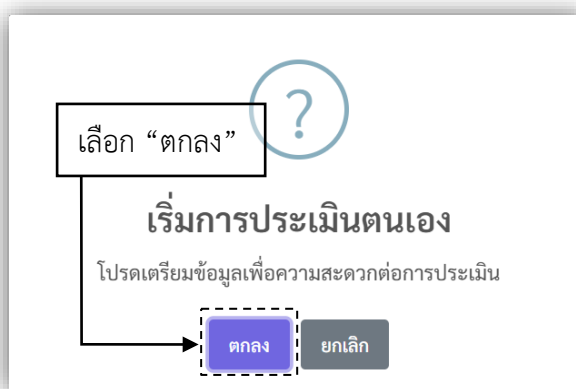 ?
เลือก “ตกลง”
เริ่มการประเมินตนเอง
โปรดเตรียมข้อมูลเพื่อความสะดวกต่อการประเมิน
ตกลง ยกเลิก